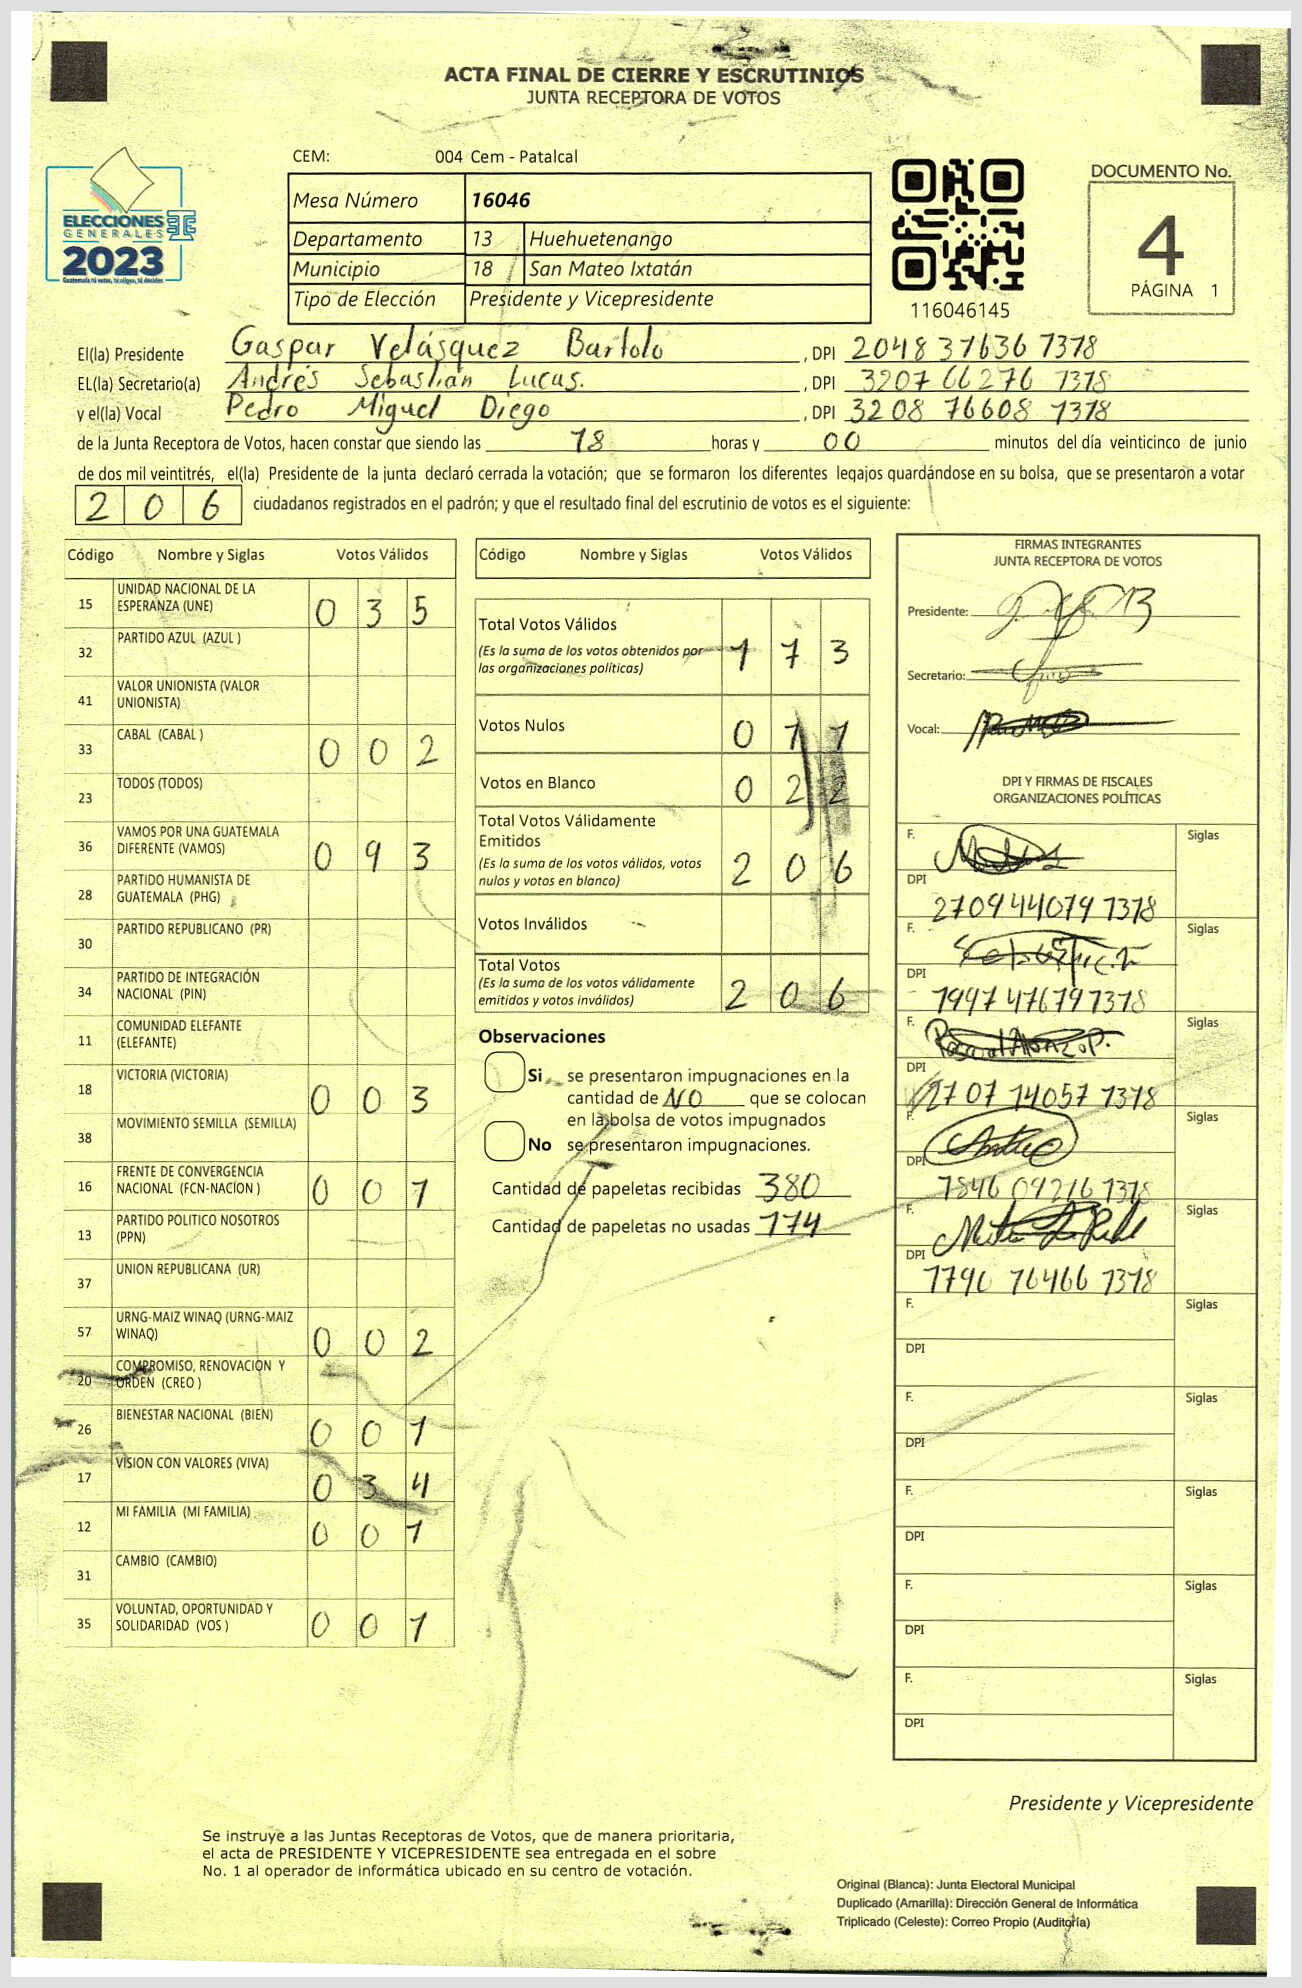 ACTA FINAL DE CIERRE Y ESCRUTINIOS
JUNTA RECEPTORA DE VOTOS
CEM: 004 Cem - Patalcal
ELECCIONES
GENERALES
2023
Guatemala tú votas, tú eliges, tú decides
Mesa Número 16046
Departamento 13 Huehuetenango
Municipio 18 San Mateo Ixtatán
Tipo de Elección Presidente y Vicepresidente
116046145
DOCUMENTO No.
4
PÁGINA 1
El(la) Presidente Gaspar Velásquez Bartolo , DPI 2048 37636 1318
EL(la) Secretario(a) Andrés Sebastián Lucas. , DPI 3207 66276 1318
y el(la) Vocal Pedro Miguel Diego , DPI 3208 76608 1318
de la Junta Receptora de Votos, hacen constar que siendo las 18 horas y 00 minutos del día veinticinco de junio
de dos mil veintitrés, el(la) Presidente de la junta declaró cerrada la votación; que se formaron los diferentes legajos guardándose en su bolsa, que se presentaron a votar
206 ciudadanos registrados en el padrón; y que el resultado final del escrutinio de votos es el siguiente:
Código Nombre y Siglas Votos Válidos
15 UNIDAD NACIONAL DE LA
ESPERANZA (UNE) 0 3 5
32 PARTIDO AZUL (AZUL )
41 VALOR UNIONISTA (VALOR
UNIONISTA)
33 CABAL (CABAL ) 0 0 2
23 TODOS (TODOS)
36 VAMOS POR UNA GUATEMALA
DIFERENTE (VAMOS) 0 9 3
28 PARTIDO HUMANISTA DE
GUATEMALA (PHG)
30 PARTIDO REPUBLICANO (PR)
34 PARTIDO DE INTEGRACIÓN
NACIONAL (PIN)
11 COMUNIDAD ELEFANTE
(ELEFANTE)
18 VICTORIA (VICTORIA) 0 0 3
38 MOVIMIENTO SEMILLA (SEMILLA)
16 FRENTE DE CONVERGENCIA
NACIONAL (FCN-NACION ) 0 0 1
13 PARTIDO POLITICO NOSOTROS
(PPN)
37 UNION REPUBLICANA (UR)
57 URNG-MAIZ WINAQ (URNG-MAIZ
WINAQ) 0 0 2
20 COMPROMISO, RENOVACION Y
ORDEN (CREO )
26 BIENESTAR NACIONAL (BIEN) 0 0 1
17 VISION CON VALORES (VIVA) 0 3 4
12 MI FAMILIA (MI FAMILIA) 0 0 1
31 CAMBIO (CAMBIO)
35 VOLUNTAD, OPORTUNIDAD Y
SOLIDARIDAD (VOS ) 0 0 1
Código Nombre y Siglas Votos Válidos
Total Votos Válidos
(Es la suma de los votos obtenidos por
las organizaciones políticas) 1 7 3
Votos Nulos 0 1 1
Votos en Blanco 0 2 2
Total Votos Válidamente
Emitidos
(Es la suma de los votos válidos, votos
nulos y votos en blanco) 2 0 6
Votos Inválidos
Total Votos
(Es la suma de los votos válidamente
emitidos y votos inválidos) 2 0 6
Observaciones
Si se presentaron impugnaciones en la
cantidad de NO que se colocan
en la bolsa de votos impugnados
No se presentaron impugnaciones.
Cantidad de papeletas recibidas 380
Cantidad de papeletas no usadas 174
FIRMAS INTEGRANTES
JUNTA RECEPTORA DE VOTOS
Presidente:
Secretario:
Vocal:
DPI Y FIRMAS DE FISCALES
ORGANIZACIONES POLÍTICAS
F. Siglas
DPI 2709 44079 1318
F. Siglas
DPI 1997 47679 1318
F. Siglas
DPI 2707 14057 1318
F. Siglas
DPI 1846 09216 1318
F. Siglas
DPI 1790 76466 1318
F. Siglas
DPI
F. Siglas
DPI
F. Siglas
DPI
F. Siglas
DPI
F. Siglas
DPI
Presidente y Vicepresidente
Se instruye a las Juntas Receptoras de Votos, que de manera prioritaria,
el acta de PRESIDENTE Y VICEPRESIDENTE sea entregada en el sobre
No. 1 al operador de informática ubicado en su centro de votación.
Original (Blanca): Junta Electoral Municipal
Duplicado (Amarilla): Dirección General de Informática
Triplicado (Celeste): Correo Propio (Auditoría)